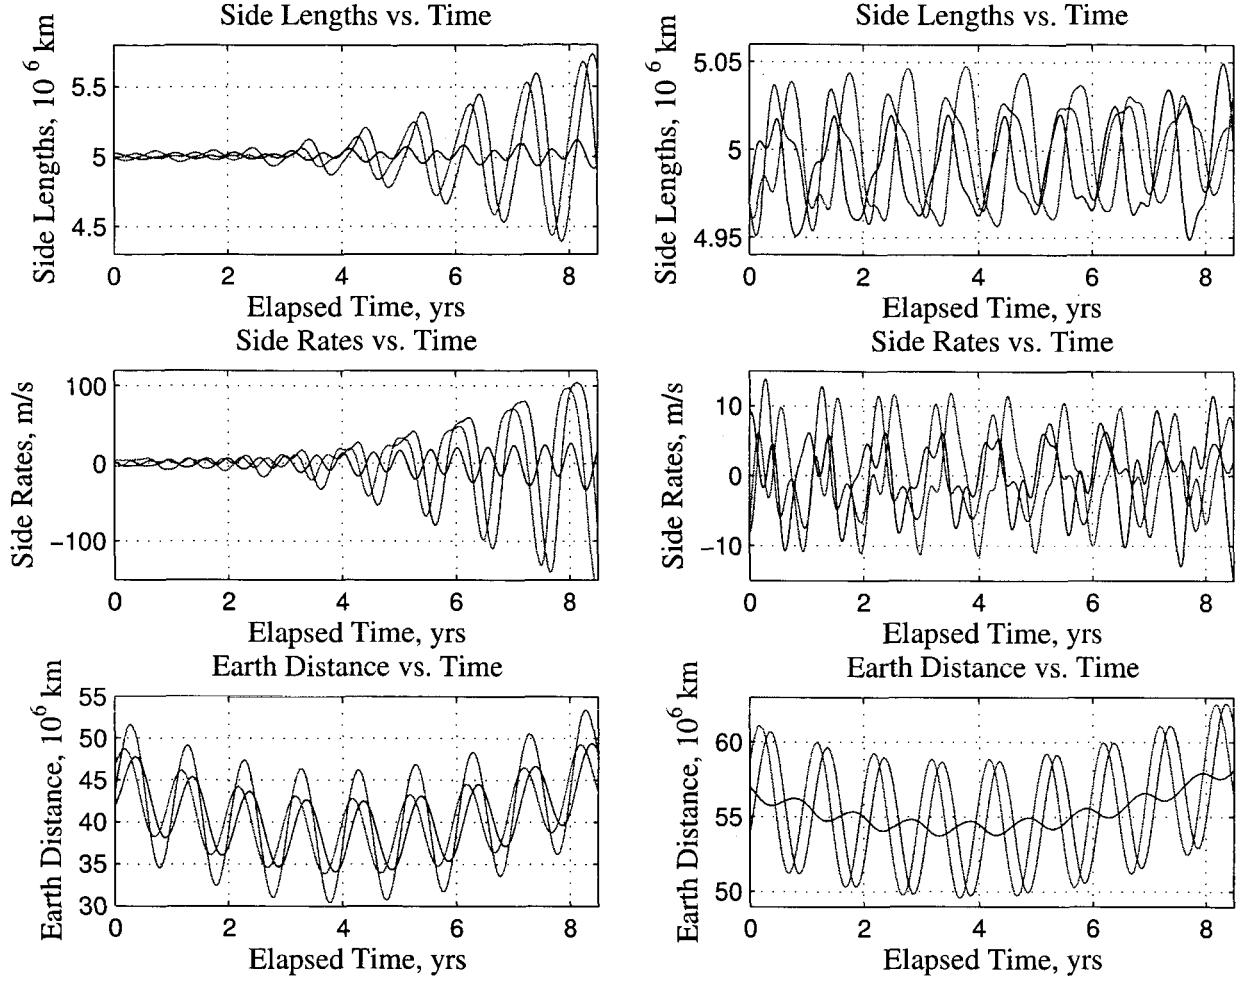 Side Lengths vs. Time
Side Lengths, 10 6 km
5.5
5
4.5
0 2 4 6 8
Elapsed Time, yrs
Side Lengths vs. Time
Side Lengths, 10 6 km
5.05
5
4.95
0 2 4 6 8
Elapsed Time, yrs
Side Rates vs. Time
Side Rates, m/s
100
0
−100
0 2 4 6 8
Elapsed Time, yrs
Side Rates vs. Time
Side Rates, m/s
10
0
−10
0 2 4 6 8
Elapsed Time, yrs
Earth Distance vs. Time
Earth Distance, 10⁶ km
55
50
45
40
35
30
0 2 4 6 8
Elapsed Time, yrs
Earth Distance vs. Time
Earth Distance, 10⁶ km
60
55
50
0 2 4 6 8
Elapsed Time, yrs